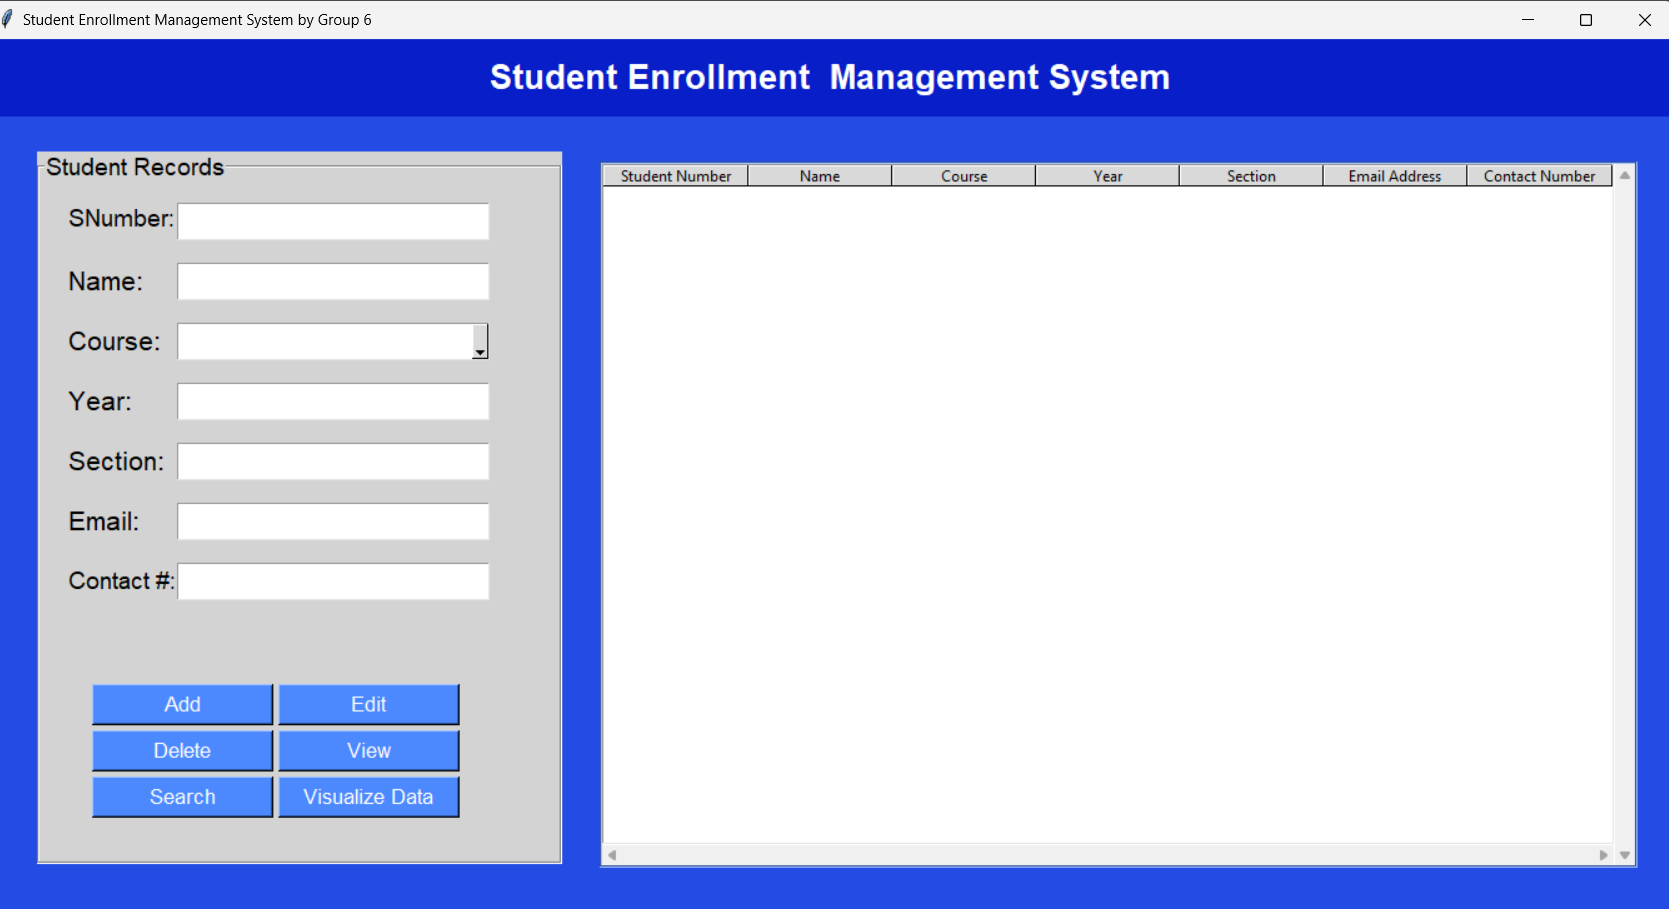 Student Enrollment Management System by Group 6
Student Enrollment  Management System
Student Records
SNumber:
Name:
Course:
Year:
Section:
Email:
Contact #:
Add Edit
Delete View
Search Visualize Data
Student Number Name Course Year Section Email Address Contact Number